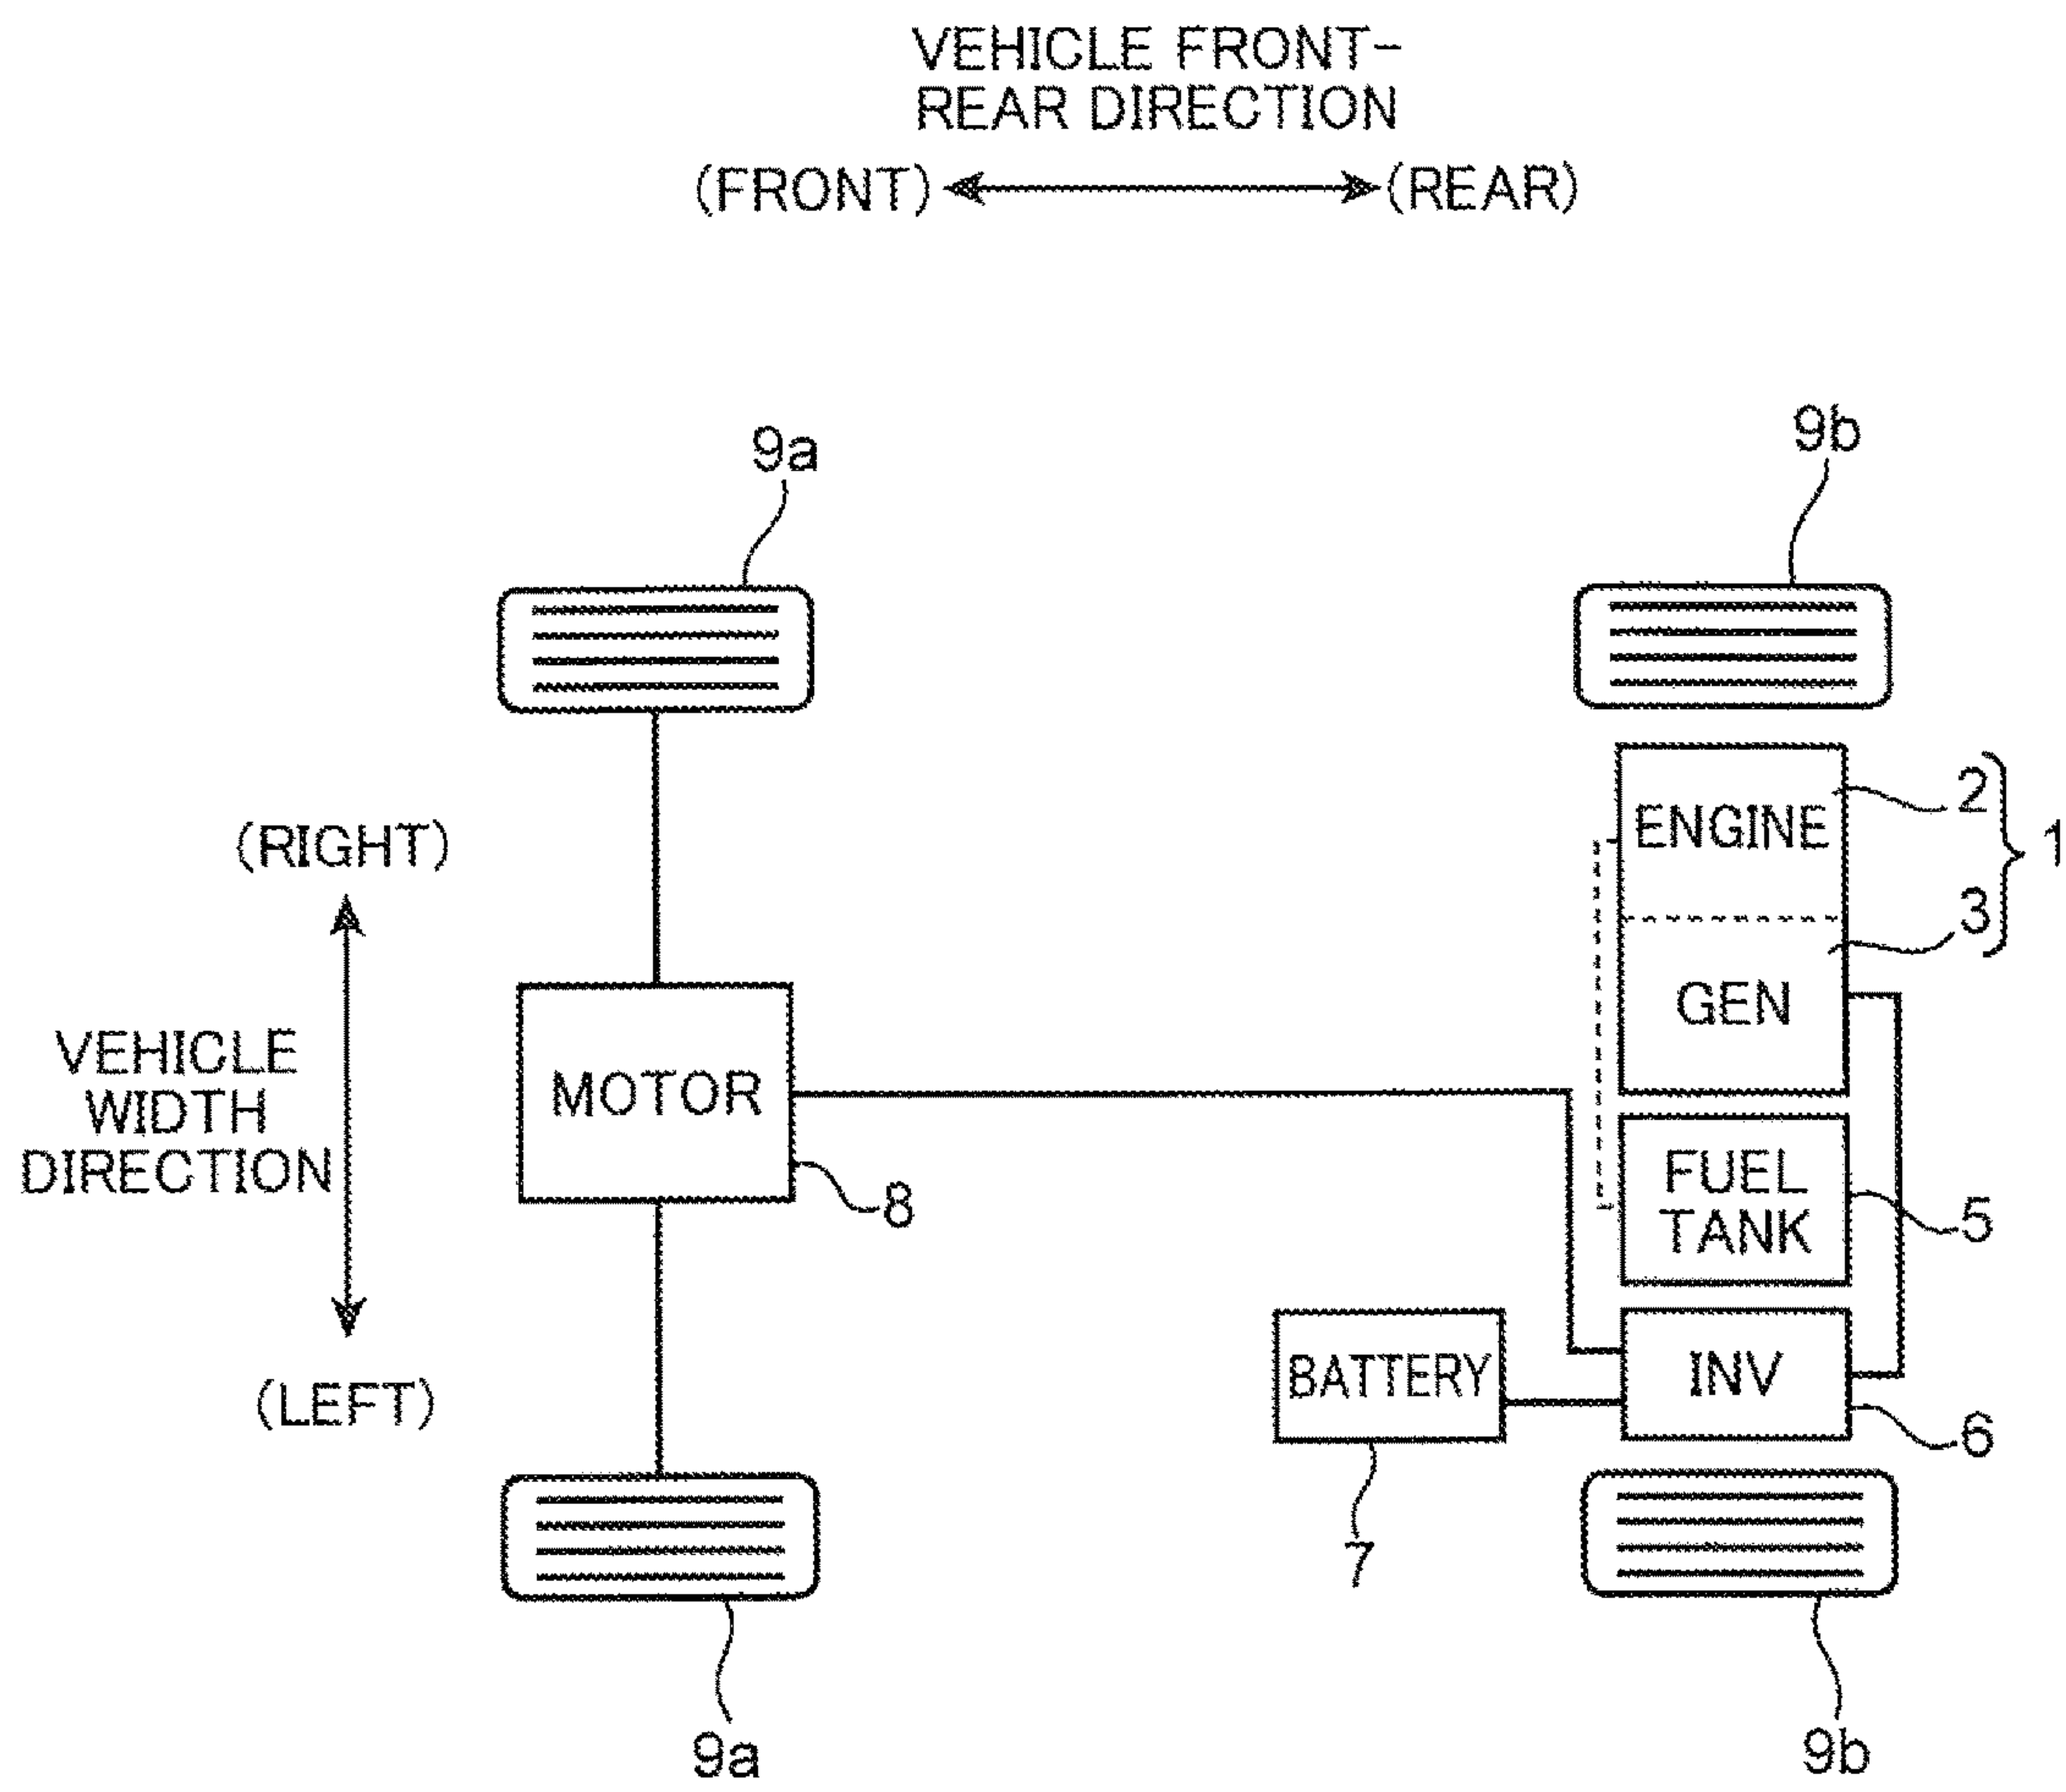 VEHICLE FRONT-
REAR DIRECTION
(FRONT)
(REAR)
9a
9b
2
1
ENGINE
(RIGHT)
3
GEN
VEHICLE
WIDTH
DIRECTION
MOTOR
8
FUEL
TANK
5
BATTERY
INV
(LEFT)
6
7
9a
9b